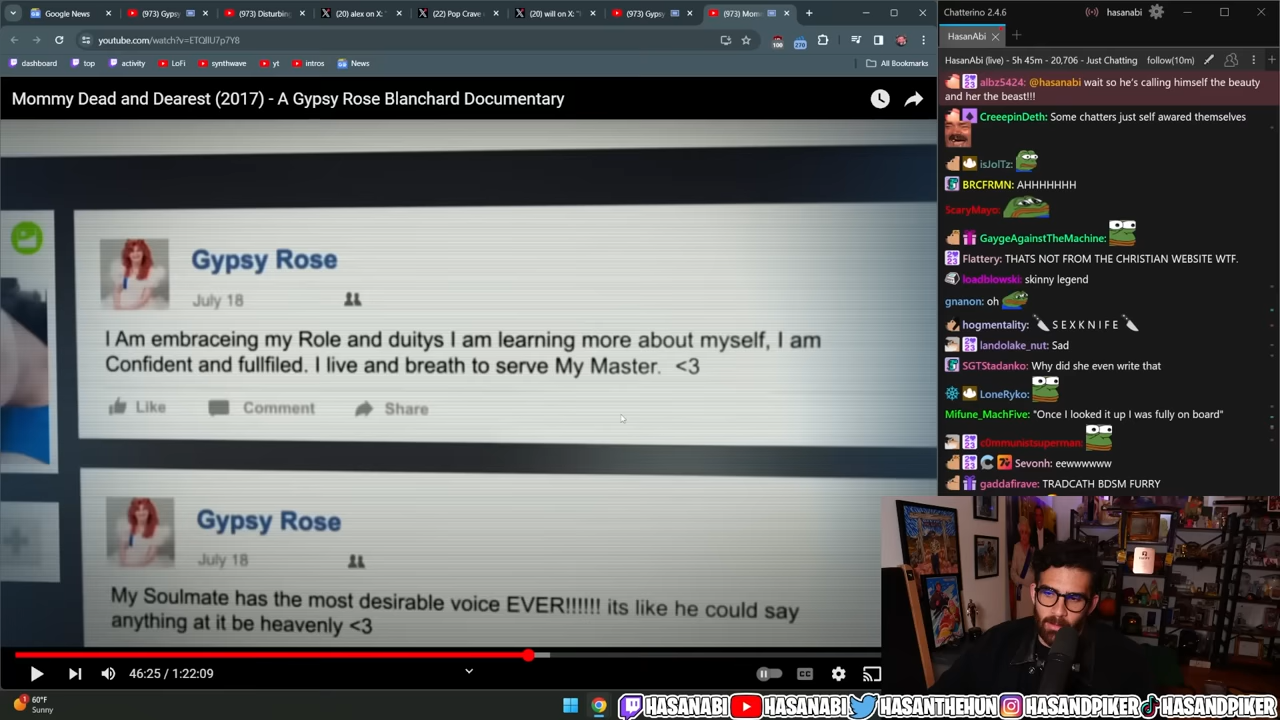 (973) Gypsy
(973) Disturbin
(20) alex on X: "
(22) Pop Crave
(20) will on X: "
(973) Gypsy
(973) Mom
Chatterino 2.4.6
hasanabi
HasanAbi
youtube.com/watch?v=ETQllU7p7Y8
100
270
Google News
dashboard
top
activity
LoFi
synthwave
yt
intros
News
All Bookmarks
HasanAbi (live) - 5h 45m - 20,706 - Just Chatting
follow(10m)
Mommy Dead and Dearest (2017) - A Gypsy Rose Blanchard Documentary
Gypsy Rose
July 18
I Am embraceing my Role and duitys I am learning more about myself, I am
Confident and fullfiled. I live and breath to serve My Master. <3
Like
Comment
Share
Gypsy Rose
July 18
My Soulmate has the most desirable voice EVER!!!!!! its like he could say
anything at it be heavenly <3
46:25 / 1:22:09
CC
albz5424: @hasanabi wait so he's calling himself the beauty
and her the beast!!!
CreeepinDeth: Some chatters just self awared themselves
isJolTz:
BRCFRMN: AHHHHHHH
ScaryMayo:
GaygeAgainstTheMachine:
Flattery: THATS NOT FROM THE CHRISTIAN WEBSITE WTF.
loadblowski: skinny legend
gnanon: oh
hogmentality: S E X K N I F E
landolake_nut: Sad
SGTStadanko: Why did she even write that
LoneRyko:
Mifune_MachFive: "Once I looked it up I was fully on board"
c0mmunistsuperman:
Sevonh: eewwwwww
gaddafirave: TRADCATH BDSM FURRY
60°F
Sunny
HASANABI
HASANABI
HASANTHEHUN
HASANDPIKER
HASANDPIKER